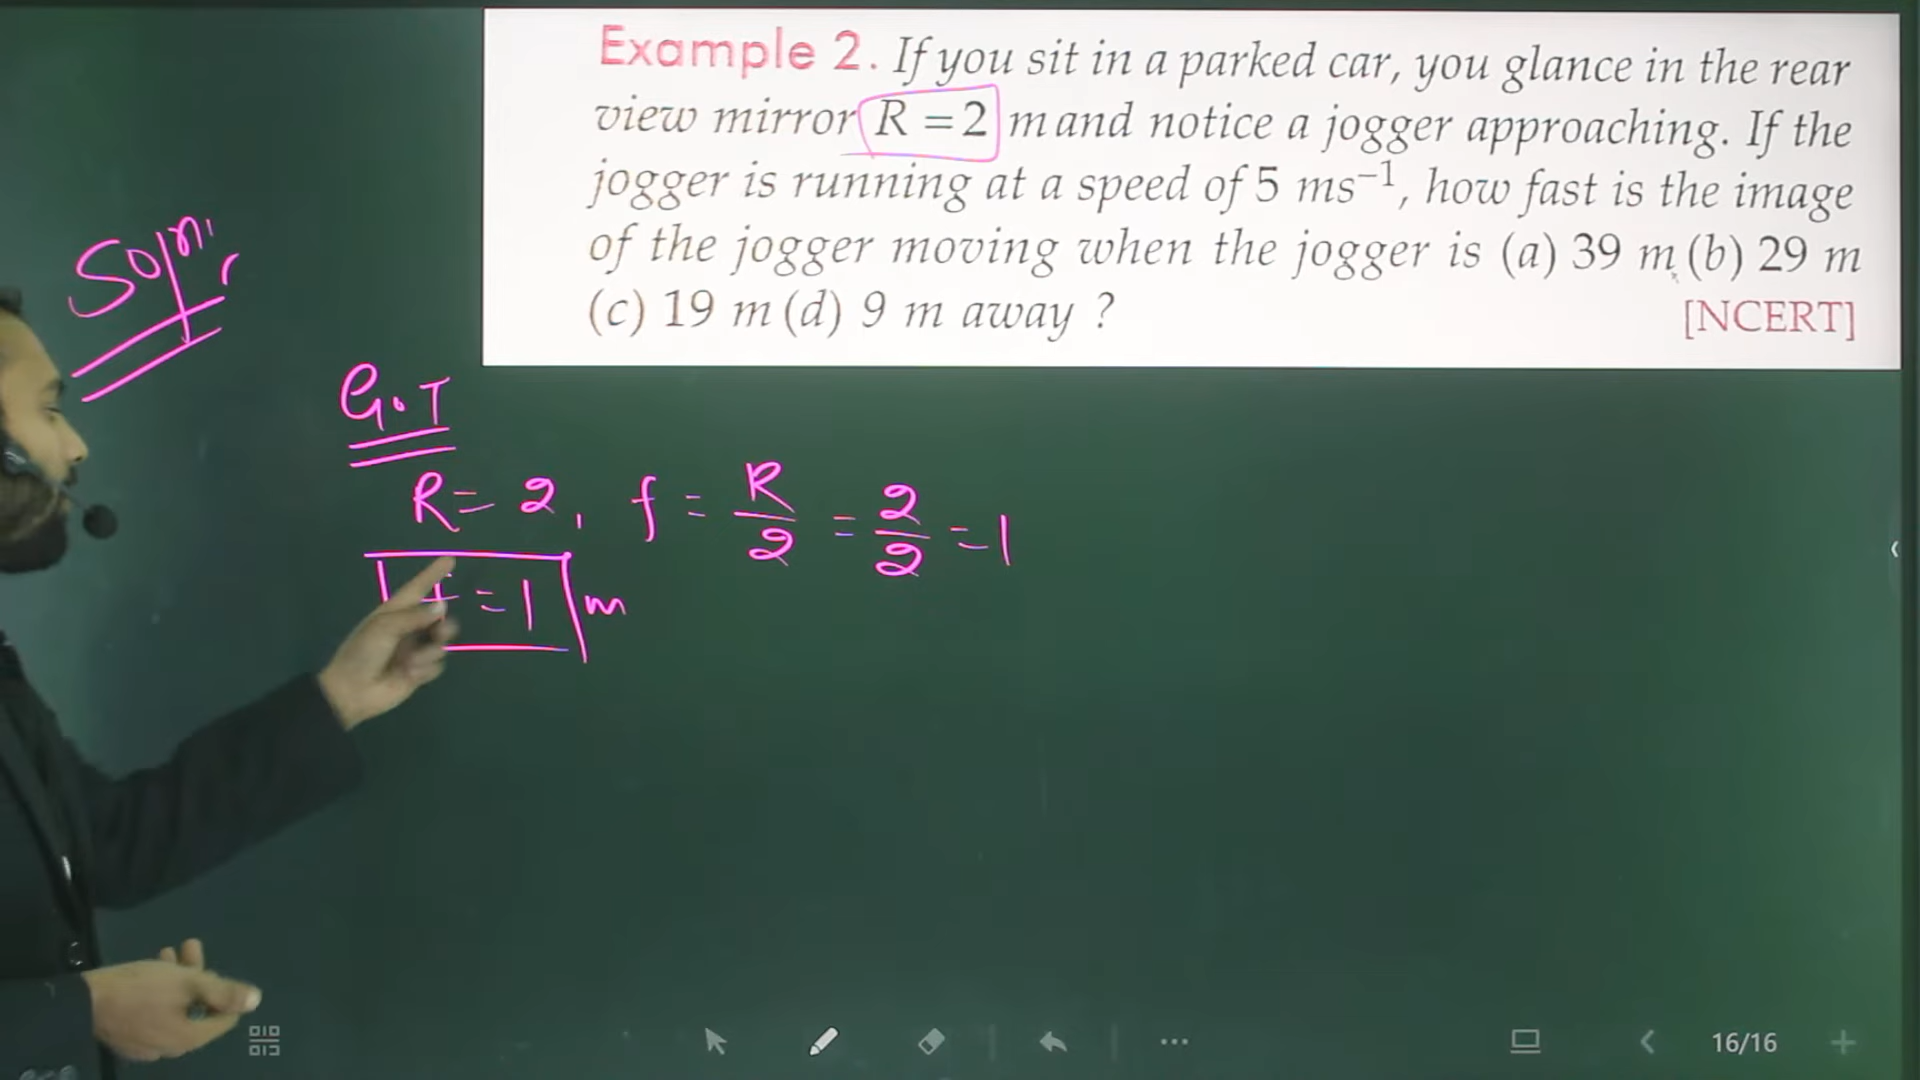 Example 2. If you sit in a parked car, you glance in the rear
view mirror R = 2 m and notice a jogger approaching. If the
jogger is running at a speed of 5 ms⁻¹, how fast is the image
of the jogger moving when the jogger is (a) 39 m (b) 29 m
(c) 19 m (d) 9 m away ?
[NCERT]
Soln:
G.T
R = 2, f = R/2 = 2/2 = 1
= 1 m
16/16